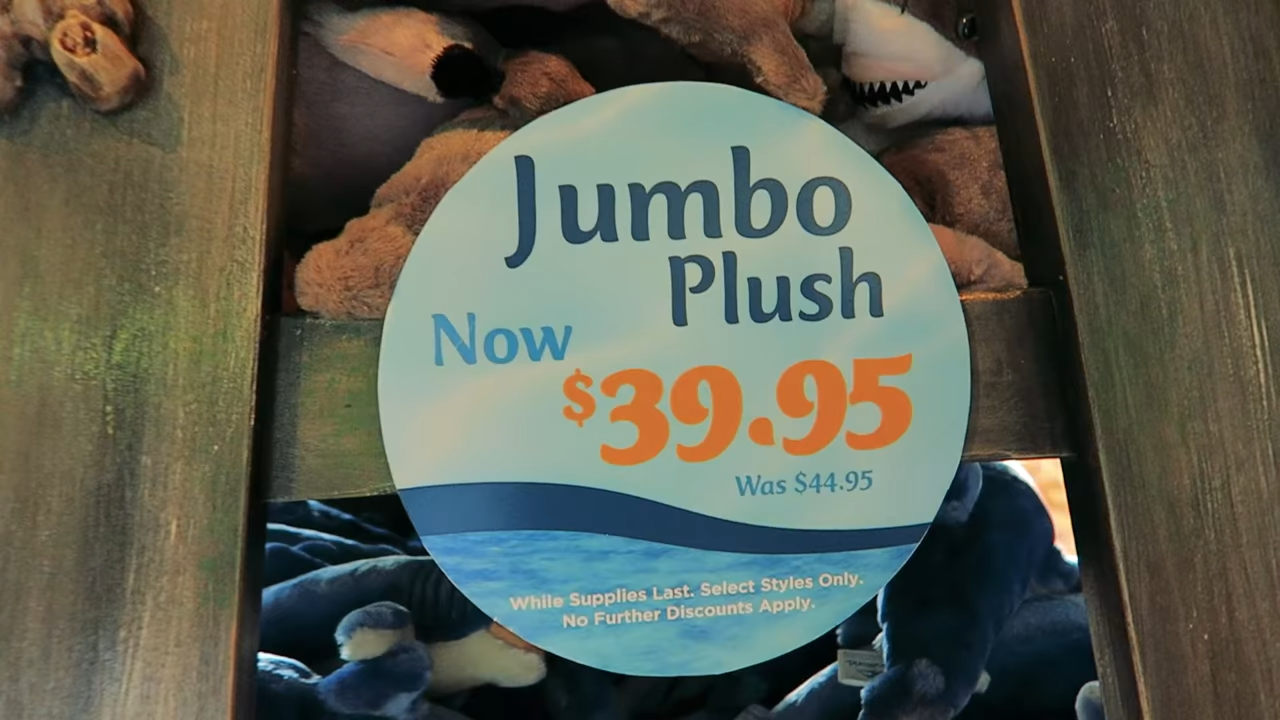 Jumbo
Plush
Now
$39.95
Was $44.95
While Supplies Last. Select Styles Only.
No Further Discounts Apply.